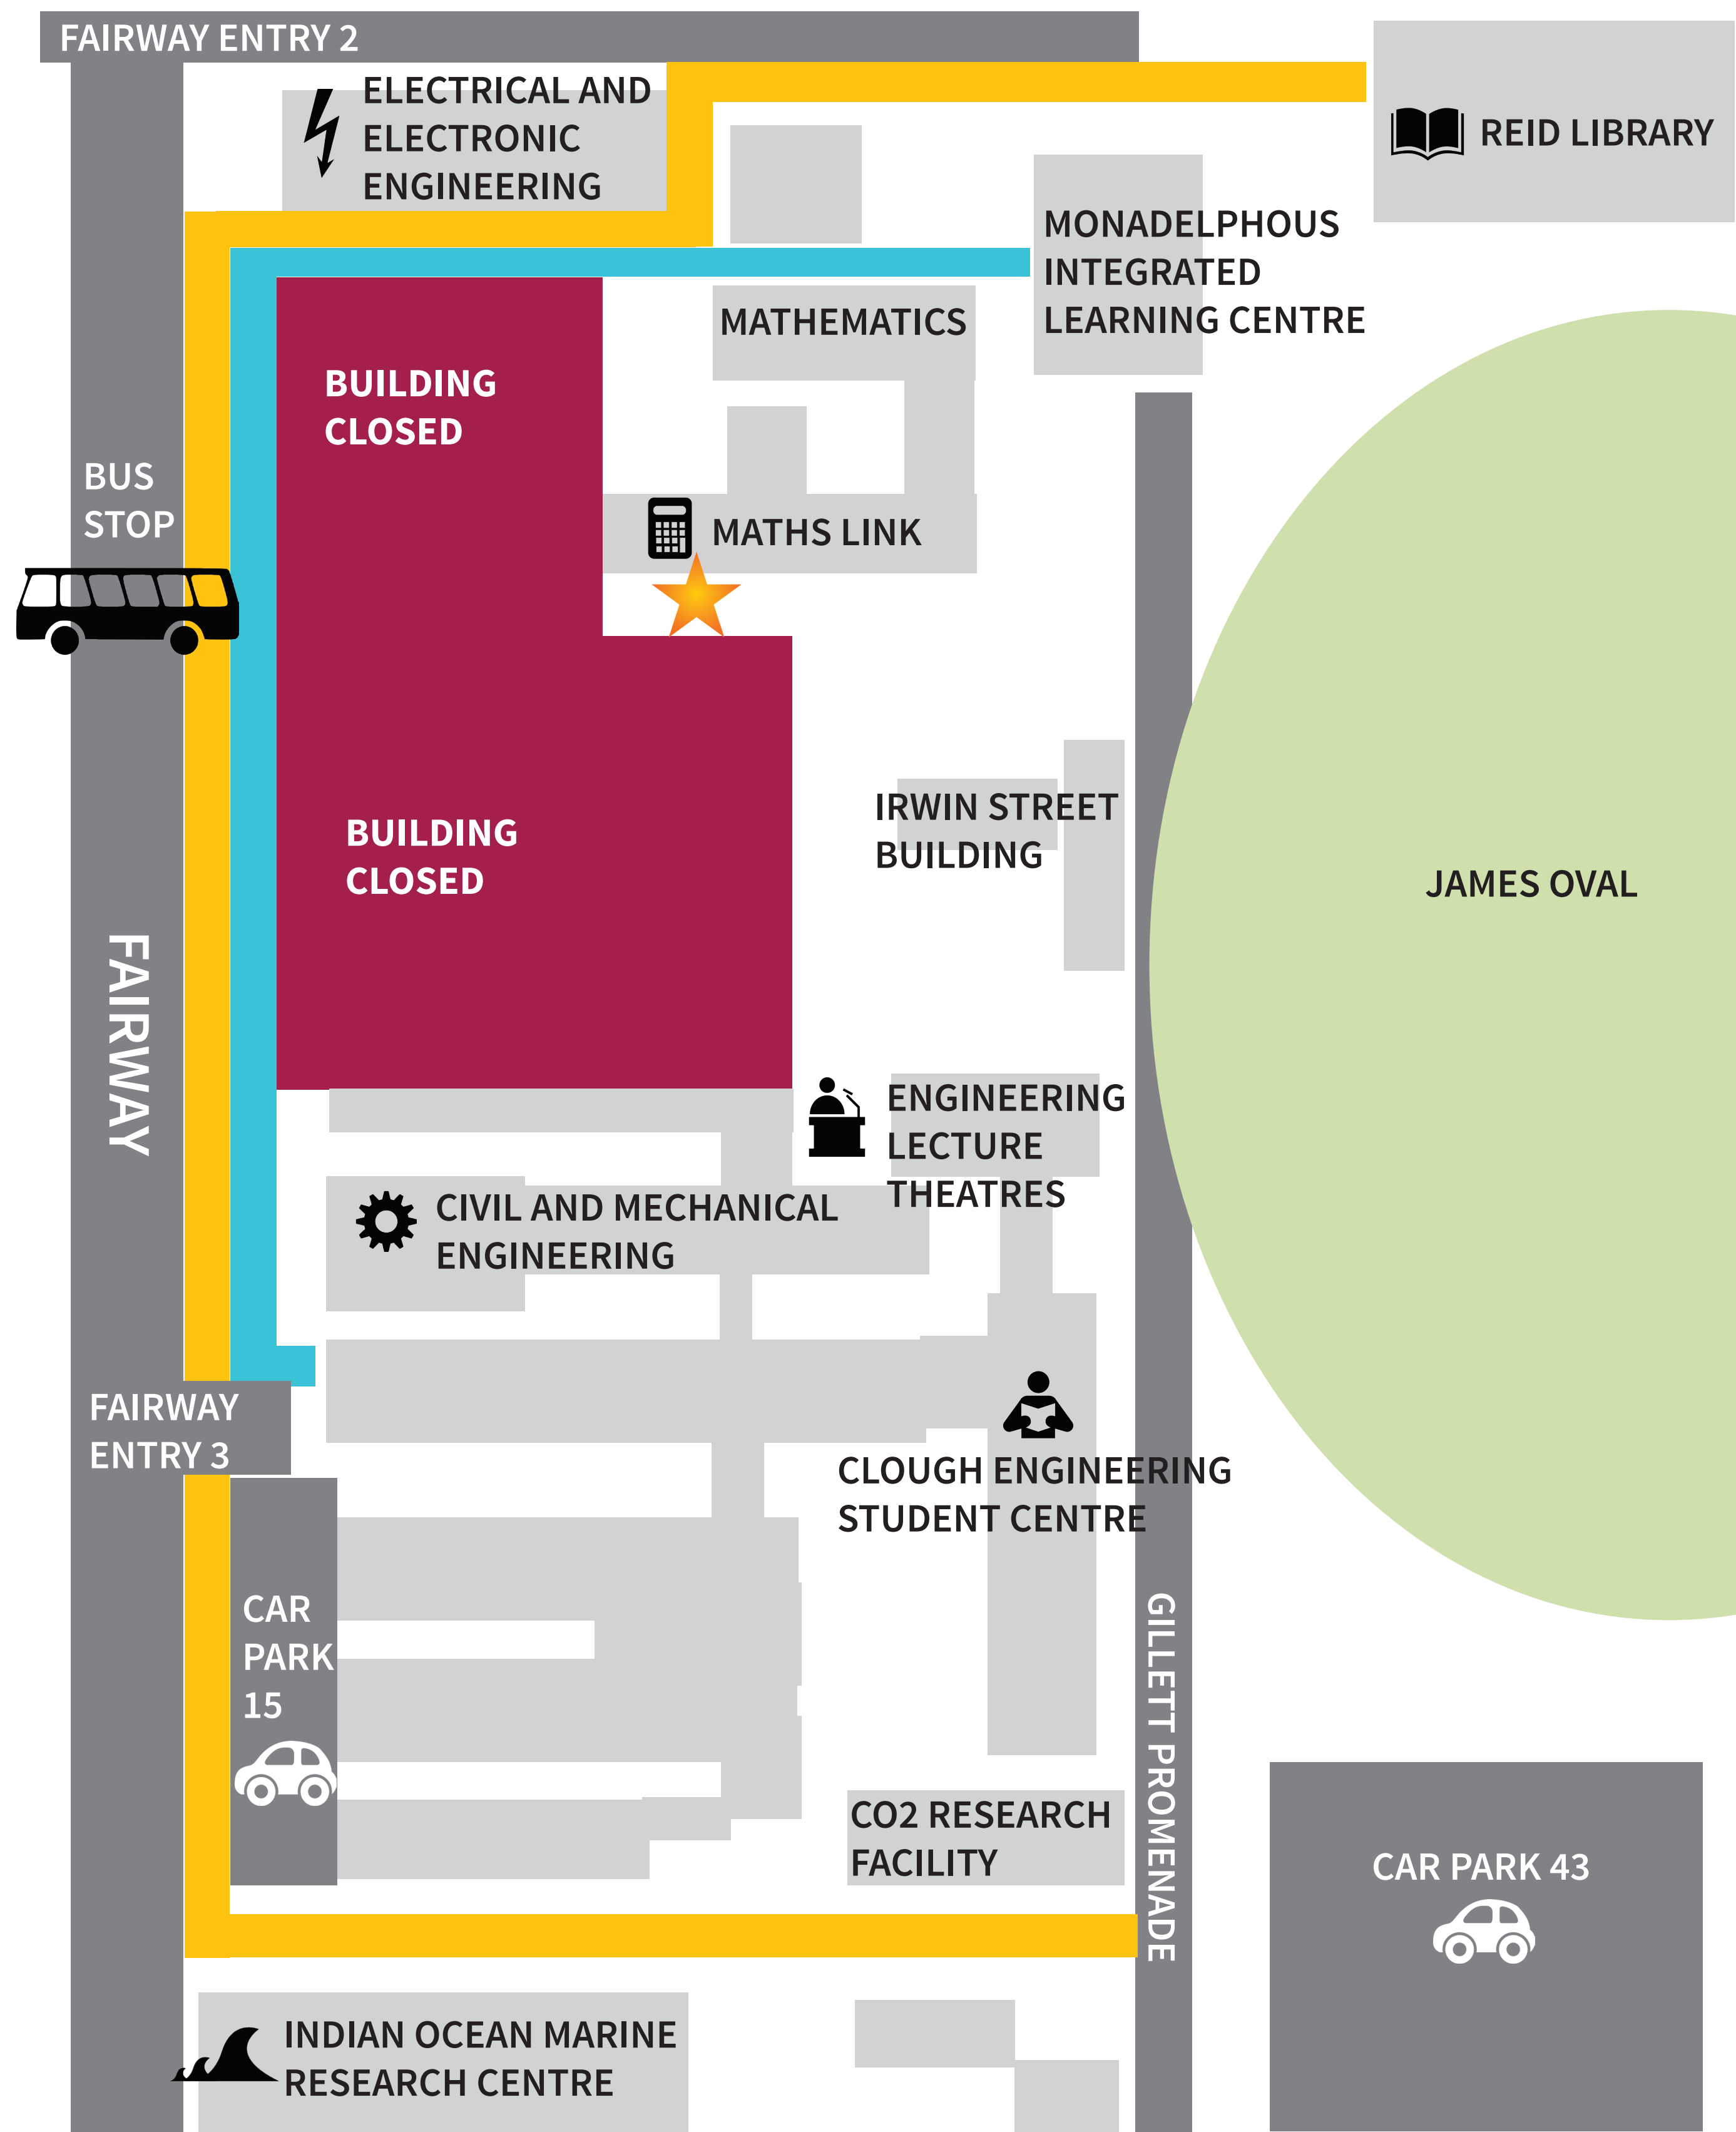 FAIRWAY ENTRY 2
ELECTRICAL AND
ELECTRONIC
ENGINEERING
REID LIBRARY
MONADELPHOUS
INTEGRATED
LEARNING CENTRE
MATHEMATICS
BUILDING
CLOSED
BUS
STOP
MATHS LINK
IRWIN STREET
BUILDING
BUILDING
CLOSED
JAMES OVAL
FAIRWAY
ENGINEERING
LECTURE
THEATRES
CIVIL AND MECHANICAL
ENGINEERING
FAIRWAY
ENTRY 3
CLOUGH ENGINEERING
STUDENT CENTRE
CAR
PARK
15
GILLETT PROMENADE
CO2 RESEARCH
FACILITY
CAR PARK 43
INDIAN OCEAN MARINE
RESEARCH CENTRE